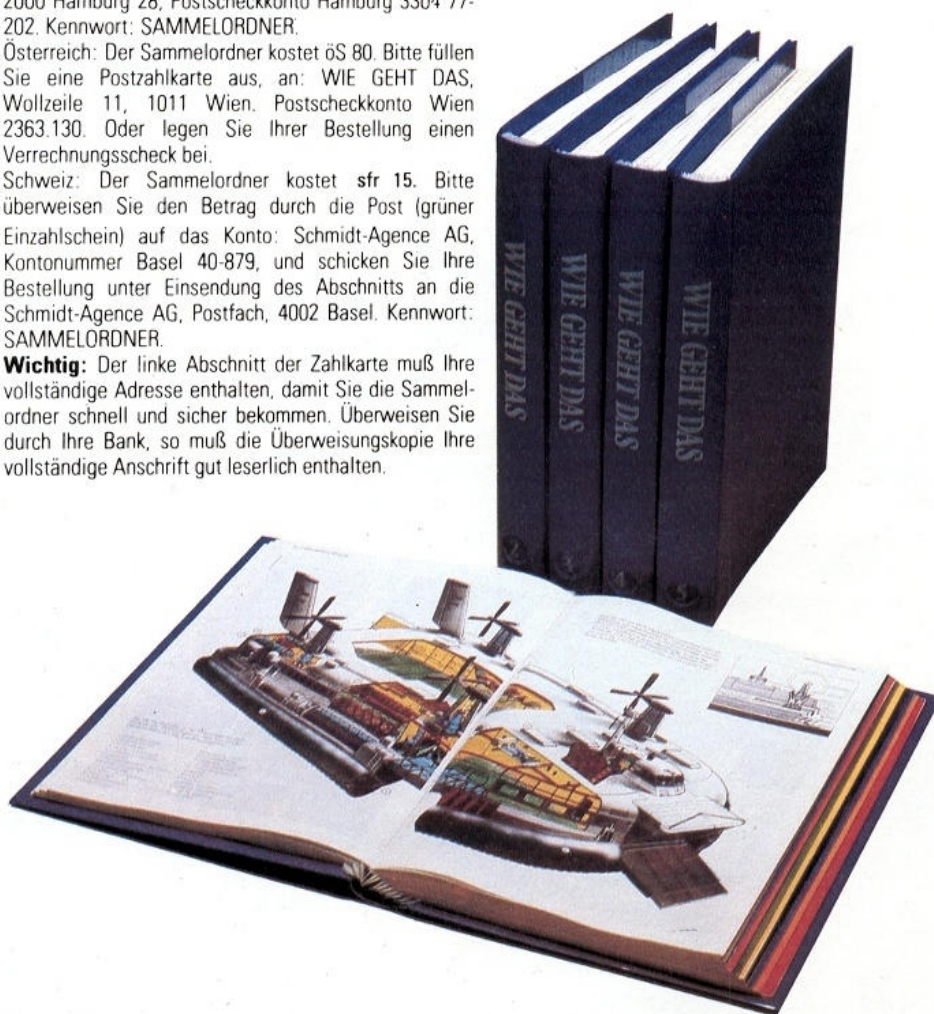 2000 Hamburg 28, Postscheckkonto Hamburg 3304 77-
202. Kennwort: SAMMELORDNER.
Österreich: Der Sammelordner kostet öS 80. Bitte füllen
Sie eine Postzahlkarte aus, an: WIE GEHT DAS,
Wollzeile 11, 1011 Wien. Postscheckkonto Wien
2363.130. Oder legen Sie Ihrer Bestellung einen
Verrechnungsscheck bei.
Schweiz: Der Sammelordner kostet sfr 15. Bitte
überweisen Sie den Betrag durch die Post (grüner
Einzahlschein) auf das Konto: Schmidt-Agence AG,
Kontonummer Basel 40-879, und schicken Sie Ihre
Bestellung unter Einsendung des Abschnitts an die
Schmidt-Agence AG, Postfach, 4002 Basel. Kennwort:
SAMMELORDNER.
Wichtig: Der linke Abschnitt der Zahlkarte muß Ihre
vollständige Adresse enthalten, damit Sie die Sammel-
ordner schnell und sicher bekommen. Überweisen Sie
durch Ihre Bank, so muß die Überweisungskopie Ihre
vollständige Anschrift gut leserlich enthalten.
WIE GEHT DAS
WIE GEHT DAS
WIE GEHT DAS
WIE GEHT DAS
2
3
4
5